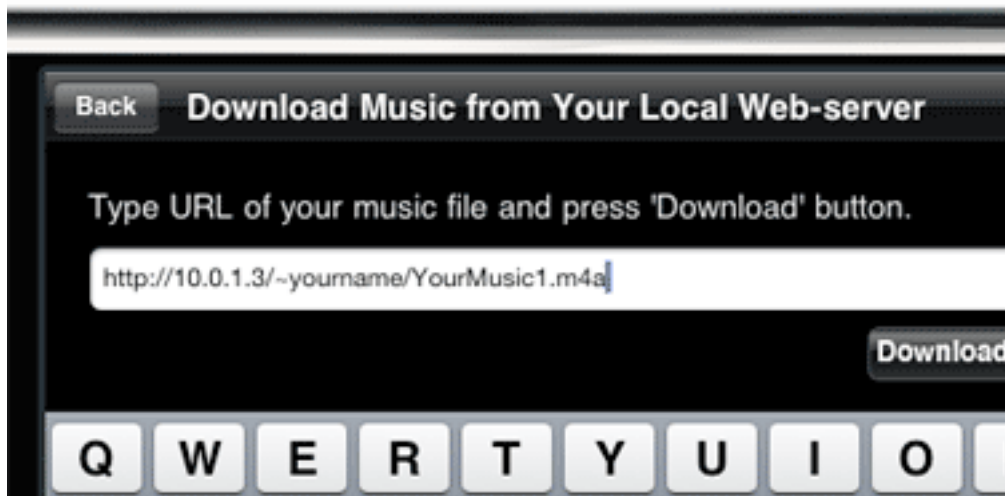 Back Download Music from Your Local Web-server
Type URL of your music file and press 'Download' button.
http://10.0.1.3/~yourname/YourMusic1.m4a
Download
Q W E R T Y U I O